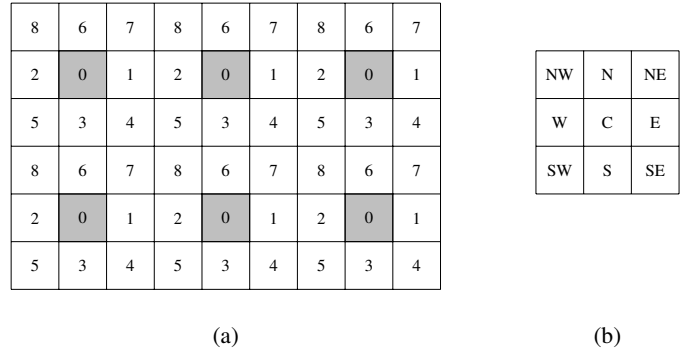 8 6 7 8 6 7 8 6 7
2 0 1 2 0 1 2 0 1
5 3 4 5 3 4 5 3 4
8 6 7 8 6 7 8 6 7
2 0 1 2 0 1 2 0 1
5 3 4 5 3 4 5 3 4
(a)
NW N NE
W C E
SW S SE
(b)